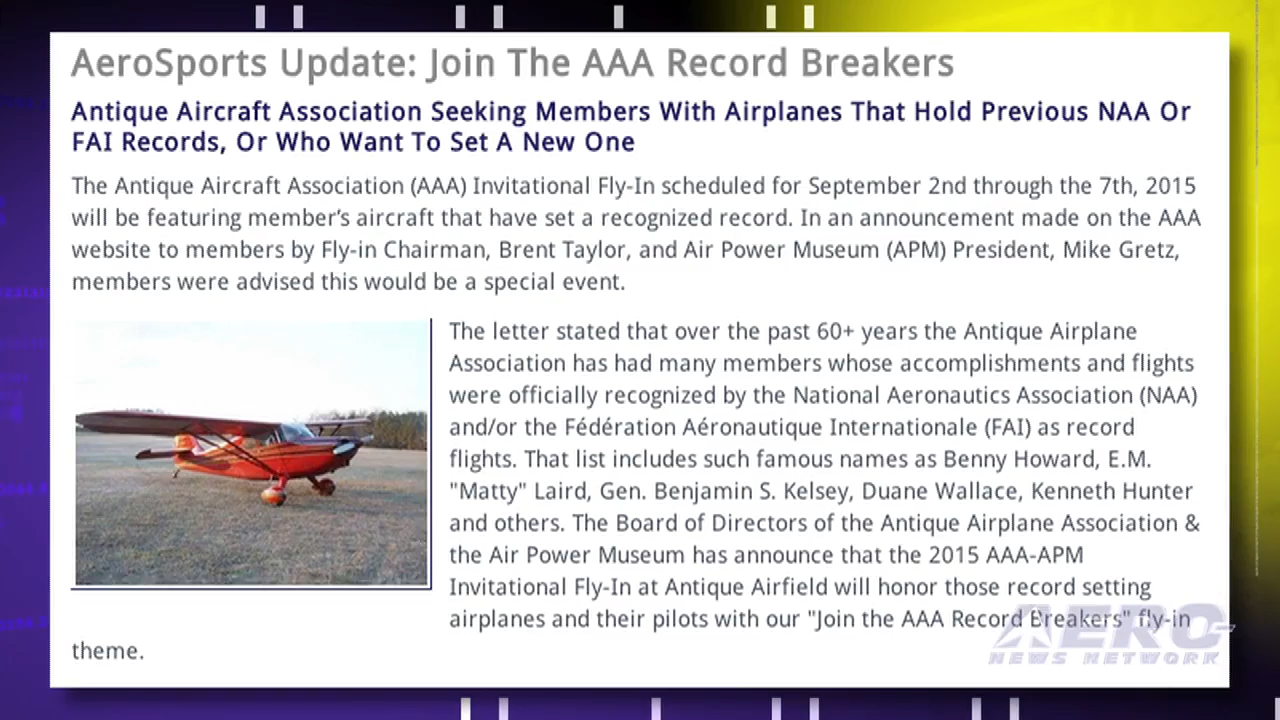 AeroSports Update: Join The AAA Record Breakers
Antique Aircraft Association Seeking Members With Airplanes That Hold Previous NAA Or
FAI Records, Or Who Want To Set A New One
The Antique Aircraft Association (AAA) Invitational Fly-In scheduled for September 2nd through the 7th, 2015
will be featuring member’s aircraft that have set a recognized record. In an announcement made on the AAA
website to members by Fly-in Chairman, Brent Taylor, and Air Power Museum (APM) President, Mike Gretz,
members were advised this would be a special event.
The letter stated that over the past 60+ years the Antique Airplane
Association has had many members whose accomplishments and flights
were officially recognized by the National Aeronautics Association (NAA)
and/or the Fédération Aéronautique Internationale (FAI) as record
flights. That list includes such famous names as Benny Howard, E.M.
"Matty" Laird, Gen. Benjamin S. Kelsey, Duane Wallace, Kenneth Hunter
and others. The Board of Directors of the Antique Airplane Association &
the Air Power Museum has announce that the 2015 AAA-APM
Invitational Fly-In at Antique Airfield will honor those record setting
airplanes and their pilots with our "Join the AAA Record Breakers" fly-in
theme.
AERO
NEWS NETWORK